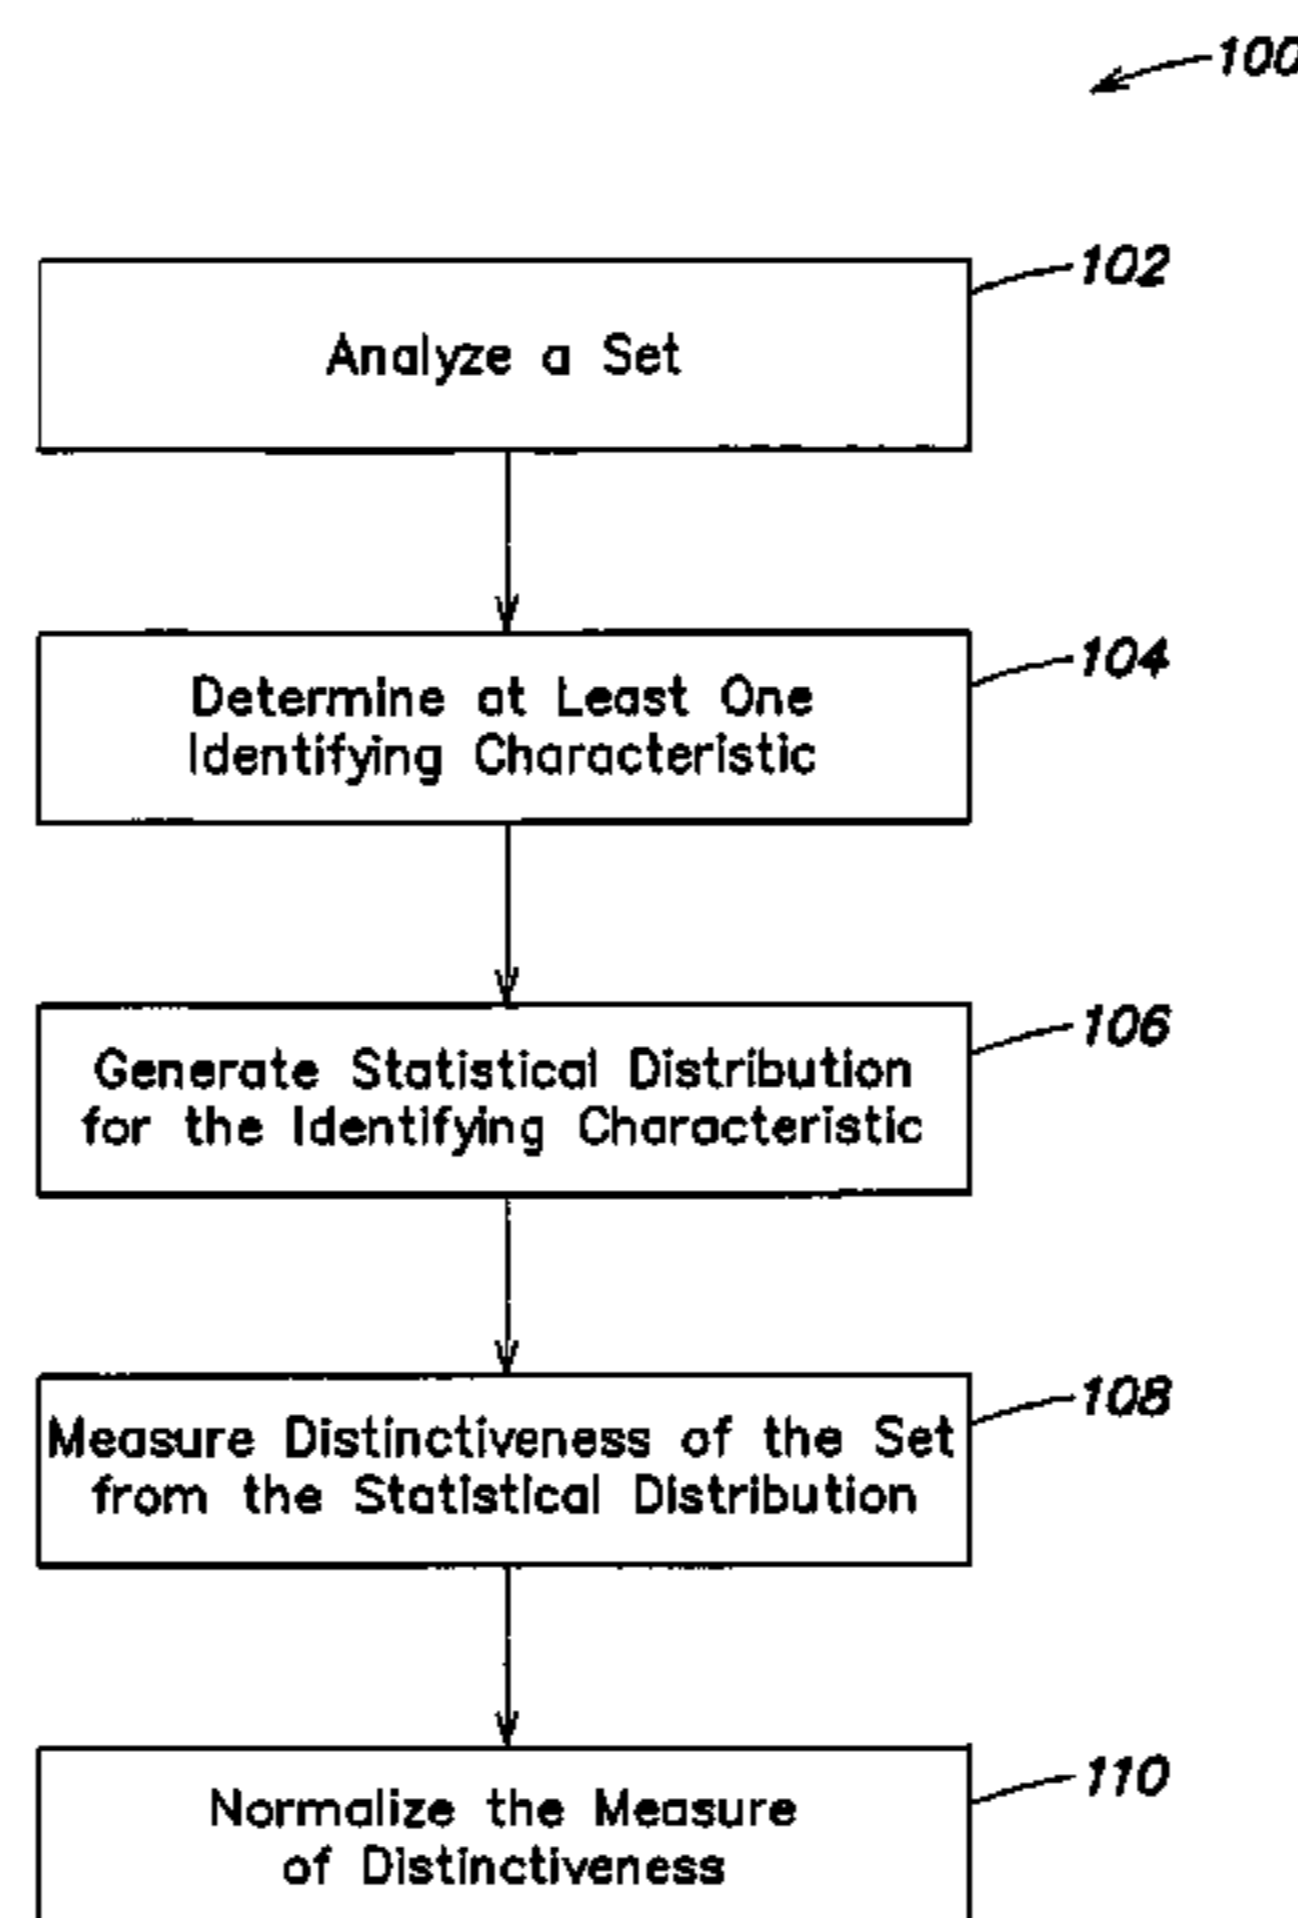 100
102
Analyze a Set
104
Determine at Least One
Identifying Characteristic
106
Generate Statistical Distribution
for the Identifying Characteristic
108
Measure Distinctiveness of the Set
from the Statistical Distribution
110
Normalize the Measure
of Distinctiveness